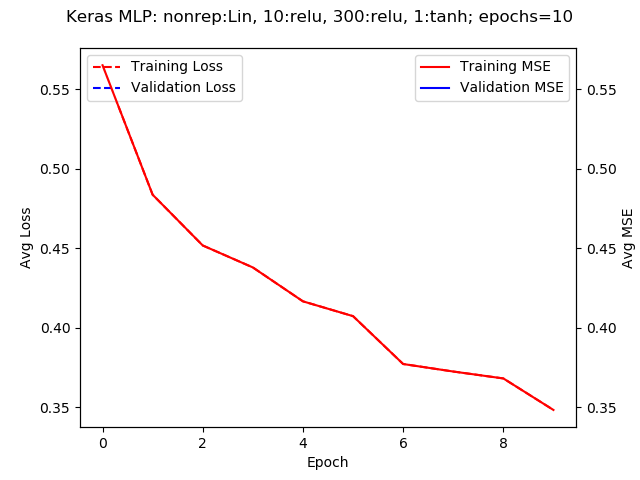 Keras MLP: nonrep:Lin, 10:relu, 300:relu, 1:tanh; epochs=10
Training Loss
Validation Loss
Training MSE
Validation MSE
Avg Loss
0.55
0.50
0.45
0.40
0.35
Avg MSE
0.55
0.50
0.45
0.40
0.35
0 2 4 6 8
Epoch